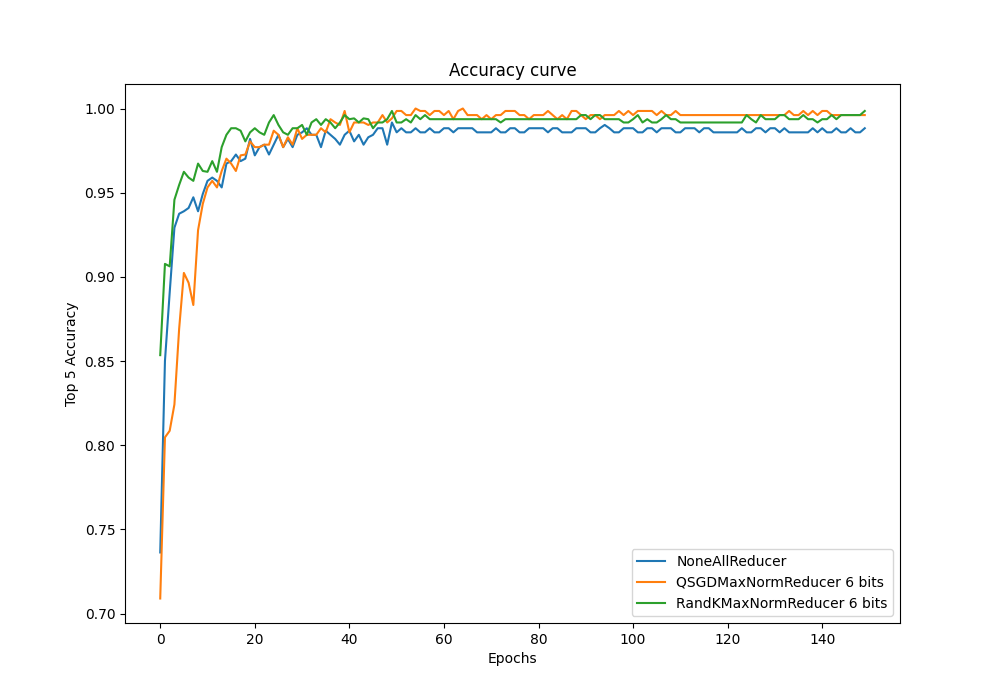 Accuracy curve
1.00
0.95
0.90
0.85
0.80
0.75
0.70
Top 5 Accuracy
0 20 40 60 80 100 120 140
Epochs
NoneAllReducer
QSGDMaxNormReducer 6 bits
RandKMaxNormReducer 6 bits